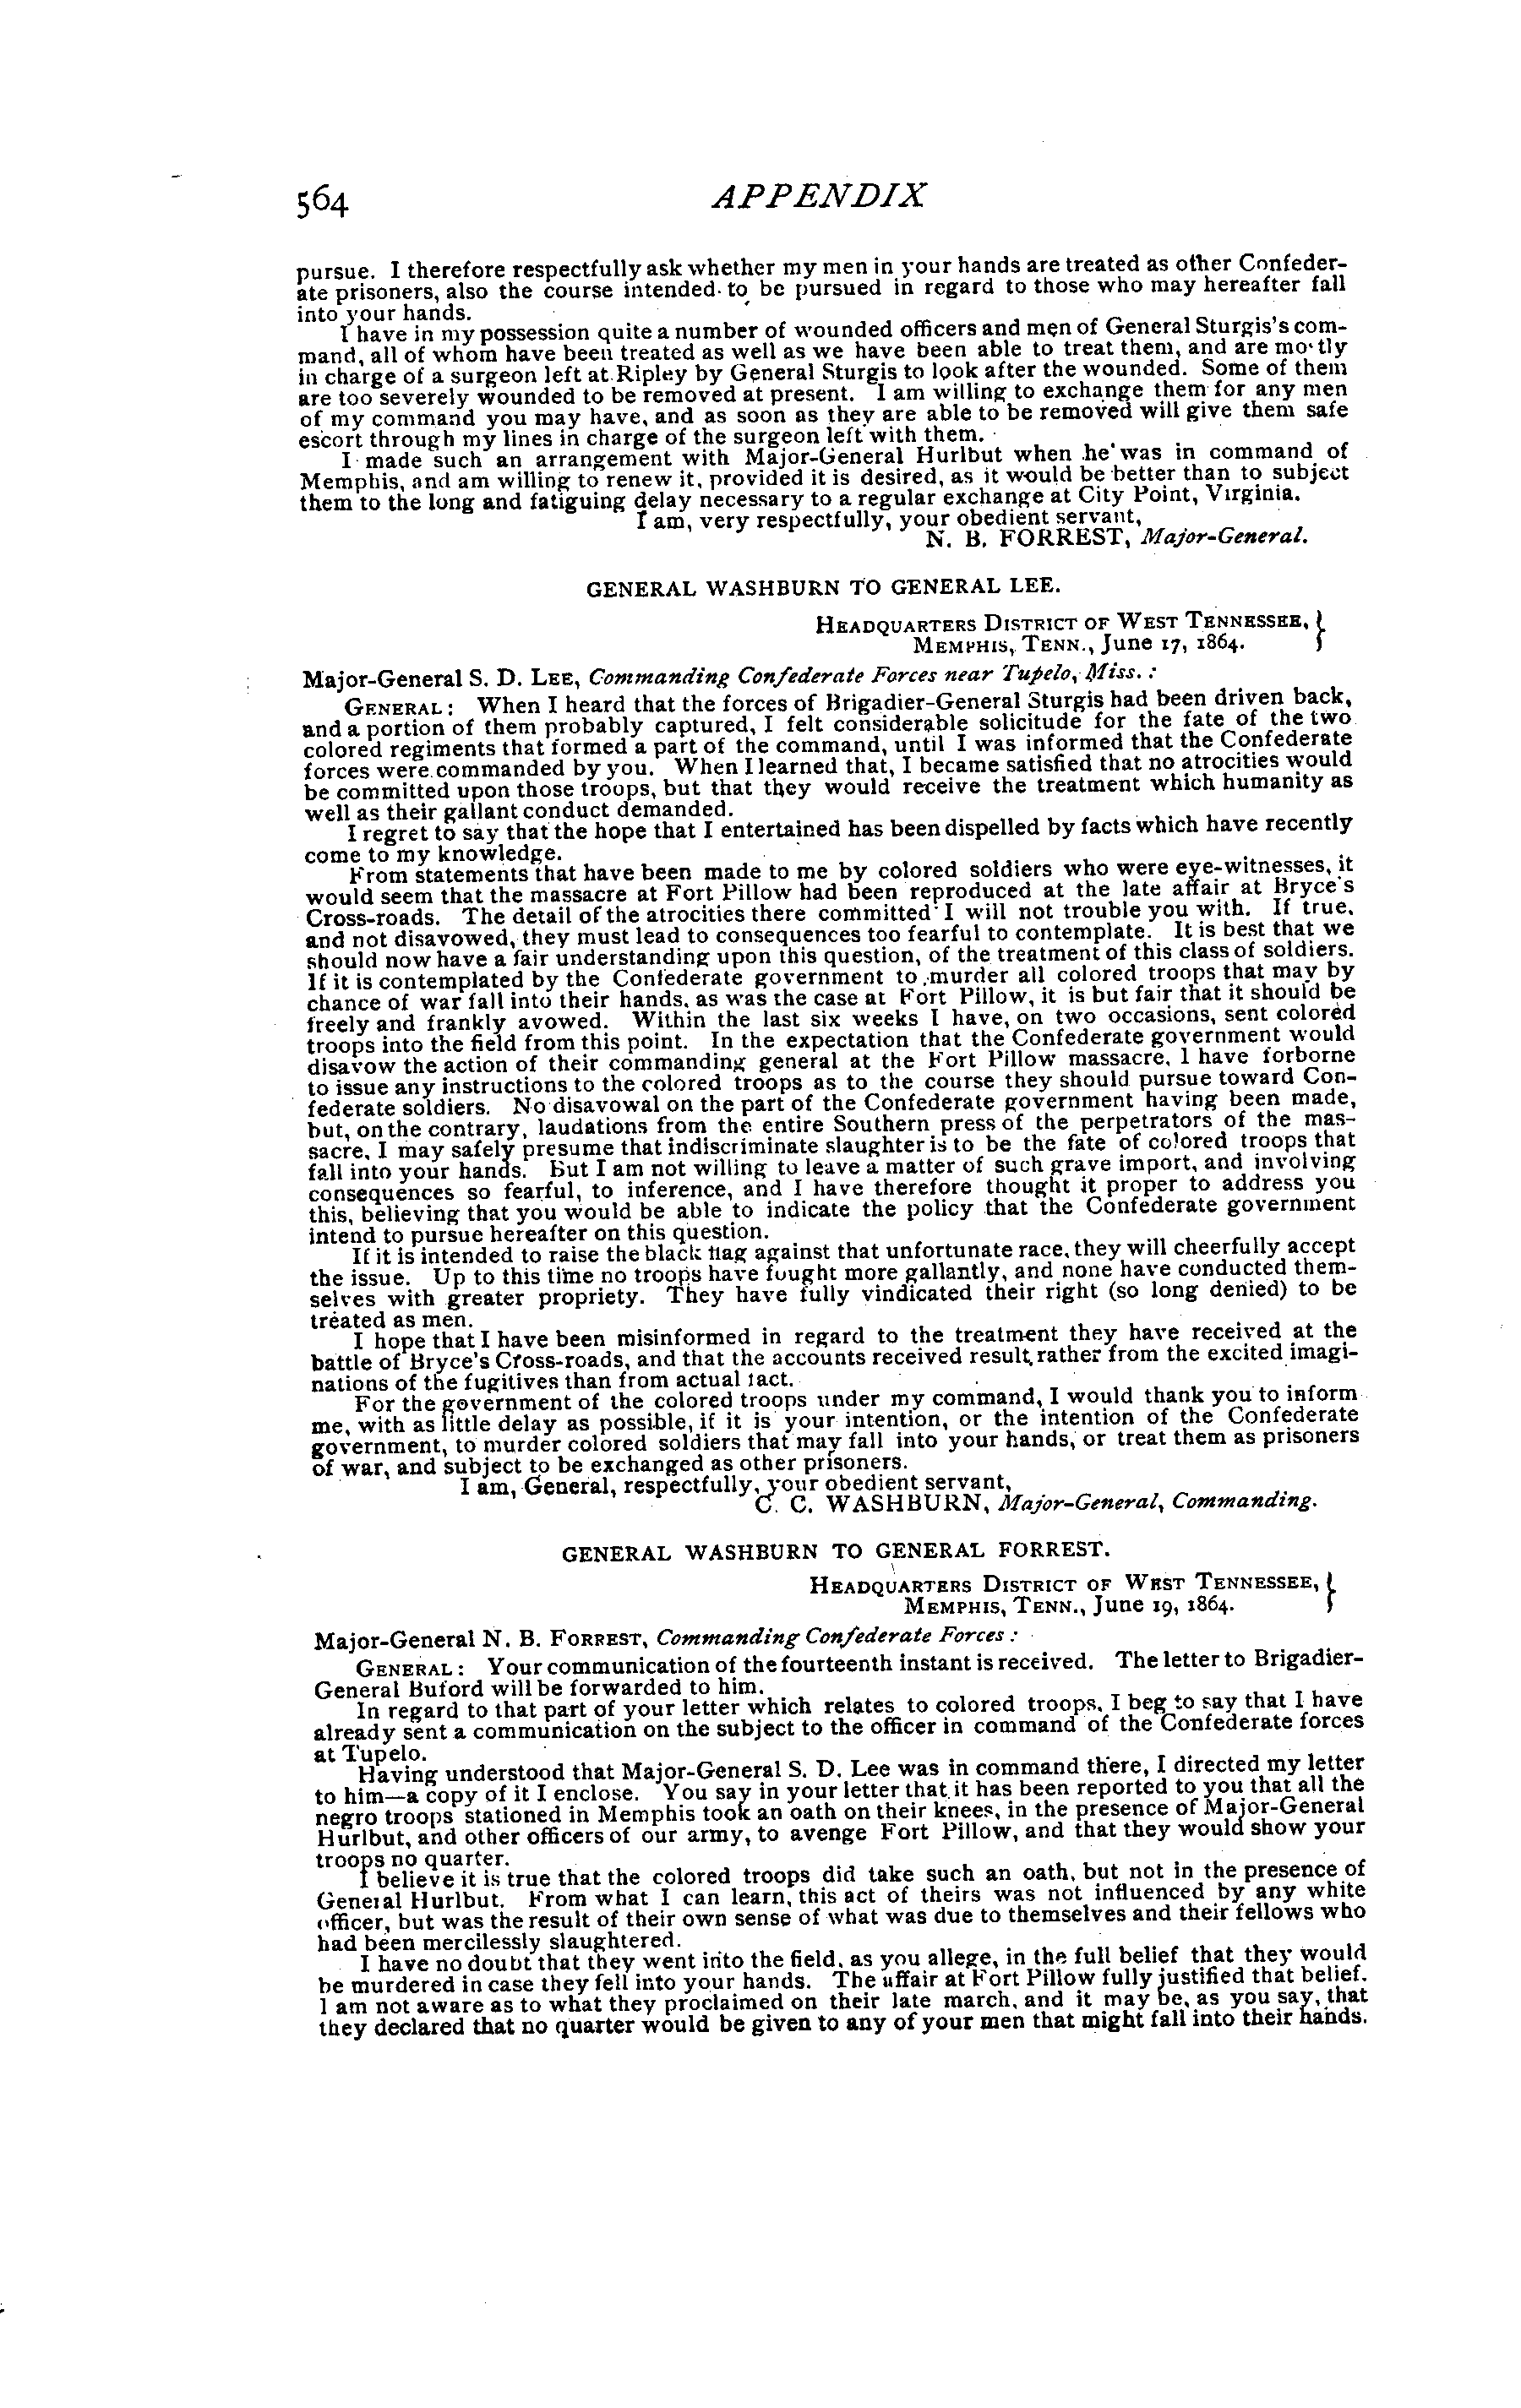 564 APPENDIX
pursue. I therefore respectfully ask whether my men in your hands are treated as other Confeder-
ate prisoners, also the course intended to be pursued in regard to those who may hereafter fall
into your hands.
I have in my possession quite a number of wounded officers and men of General Sturgis's com-
mand, all of whom have been treated as well as we have been able to treat them, and are mostly
in charge of a surgeon left at Ripley by General Sturgis to look after the wounded. Some of them
are too severely wounded to be removed at present. I am willing to exchange them for any men
of my command you may have, and as soon as they are able to be removed will give them safe
escort through my lines in charge of the surgeon left with them.
I made such an arrangement with Major-General Hurlbut when he was in command of
Memphis, and am willing to renew it, provided it is desired, as it would be better than to subject
them to the long and fatiguing delay necessary to a regular exchange at City Point, Virginia.
I am, very respectfully, your obedient servant,
N. B. FORREST, Major-General.
GENERAL WASHBURN TO GENERAL LEE.
HEADQUARTERS DISTRICT OF WEST TENNESSEE, }
MEMPHIS, TENN., June 17, 1864. }
Major-General S. D. LEE, Commanding Confederate Forces near Tupelo, Miss.:
GENERAL: When I heard that the forces of Brigadier-General Sturgis had been driven back,
and a portion of them probably captured, I felt considerable solicitude for the fate of the two
colored regiments that formed a part of the command, until I was informed that the Confederate
forces were commanded by you. When I learned that, I became satisfied that no atrocities would
be committed upon those troops, but that they would receive the treatment which humanity as
well as their gallant conduct demanded.
I regret to say that the hope that I entertained has been dispelled by facts which have recently
come to my knowledge.
From statements that have been made to me by colored soldiers who were eye-witnesses, it
would seem that the massacre at Fort Pillow had been reproduced at the late affair at Bryce's
Cross-roads. The detail of the atrocities there committed I will not trouble you with. If true,
and not disavowed, they must lead to consequences too fearful to contemplate. It is best that we
should now have a fair understanding upon this question, of the treatment of this class of soldiers.
If it is contemplated by the Confederate government to murder all colored troops that may by
chance of war fall into their hands, as was the case at Fort Pillow, it is but fair that it should be
freely and frankly avowed. Within the last six weeks I have, on two occasions, sent colored
troops into the field from this point. In the expectation that the Confederate government would
disavow the action of their commanding general at the Fort Pillow massacre, I have forborne
to issue any instructions to the colored troops as to the course they should pursue toward Con-
federate soldiers. No disavowal on the part of the Confederate government having been made,
but, on the contrary, laudations from the entire Southern press of the perpetrators of the mas-
sacre, I may safely presume that indiscriminate slaughter is to be the fate of colored troops that
fall into your hands. But I am not willing to leave a matter of such grave import, and involving
consequences so fearful, to inference, and I have therefore thought it proper to address you
this, believing that you would be able to indicate the policy that the Confederate government
intend to pursue hereafter on this question.
If it is intended to raise the black flag against that unfortunate race, they will cheerfully accept
the issue. Up to this time no troops have fought more gallantly, and none have conducted them-
selves with greater propriety. They have fully vindicated their right (so long denied) to be
treated as men.
I hope that I have been misinformed in regard to the treatment they have received at the
battle of Bryce's Cross-roads, and that the accounts received result rather from the excited imagi-
nations of the fugitives than from actual fact.
For the government of the colored troops under my command, I would thank you to inform
me, with as little delay as possible, if it is your intention, or the intention of the Confederate
government, to murder colored soldiers that may fall into your hands, or treat them as prisoners
of war, and subject to be exchanged as other prisoners.
I am, General, respectfully, your obedient servant,
C. C. WASHBURN, Major-General, Commanding.
GENERAL WASHBURN TO GENERAL FORREST.
HEADQUARTERS DISTRICT OF WEST TENNESSEE, }
MEMPHIS, TENN., June 19, 1864. }
Major-General N. B. FORREST, Commanding Confederate Forces:
GENERAL: Your communication of the fourteenth instant is received. The letter to Brigadier-
General Buford will be forwarded to him.
In regard to that part of your letter which relates to colored troops, I beg to say that I have
already sent a communication on the subject to the officer in command of the Confederate forces
at Tupelo.
Having understood that Major-General S. D. Lee was in command there, I directed my letter
to him—a copy of it I enclose. You say in your letter that it has been reported to you that all the
negro troops stationed in Memphis took an oath on their knees, in the presence of Major-General
Hurlbut, and other officers of our army, to avenge Fort Pillow, and that they would show your
troops no quarter.
I believe it is true that the colored troops did take such an oath, but not in the presence of
General Hurlbut. From what I can learn, this act of theirs was not influenced by any white
officer, but was the result of their own sense of what was due to themselves and their fellows who
had been mercilessly slaughtered.
I have no doubt that they went into the field, as you allege, in the full belief that they would
be murdered in case they fell into your hands. The affair at Fort Pillow fully justified that belief.
I am not aware as to what they proclaimed on their late march, and it may be, as you say, that
they declared that no quarter would be given to any of your men that might fall into their hands.